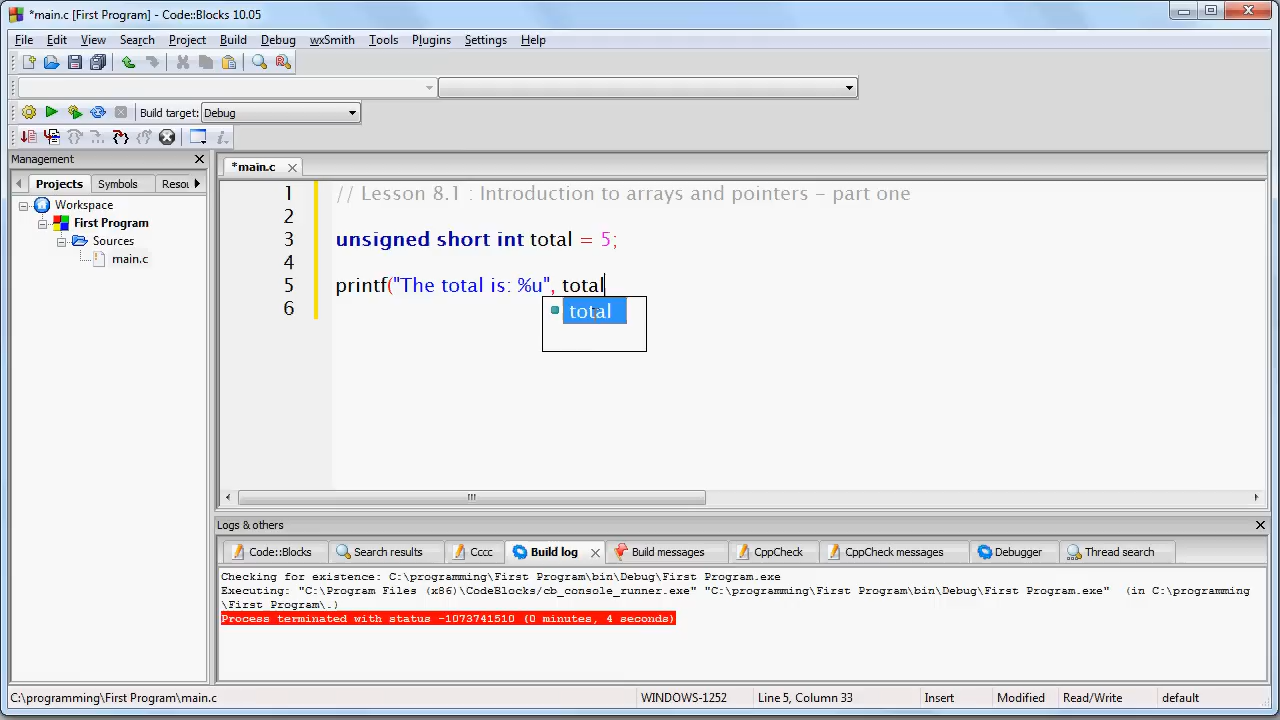 *main.c [First Program] - Code::Blocks 10.05
File Edit View Search Project Build Debug wxSmith Tools Plugins Settings Help
Build target: Debug
Management
Projects Symbols Resou
*main.c
Workspace
First Program
Sources
main.c
1 // Lesson 8.1 : Introduction to arrays and pointers - part one
2
3 unsigned short int total = 5;
4
5 printf("The total is: %u", total
6
total
Logs & others
Code::Blocks Search results Cccc Build log Build messages CppCheck CppCheck messages Debugger Thread search
Checking for existence: C:\programming\First Program\bin\Debug\First Program.exe
Executing: "C:\Program Files (x86)\CodeBlocks/cb_console_runner.exe" "C:\programming\First Program\bin\Debug\First Program.exe" (in C:\programming
\First Program\.)
Process terminated with status -1073741510 (0 minutes, 4 seconds)
C:\programming\First Program\main.c WINDOWS-1252 Line 5, Column 33 Insert Modified Read/Write default